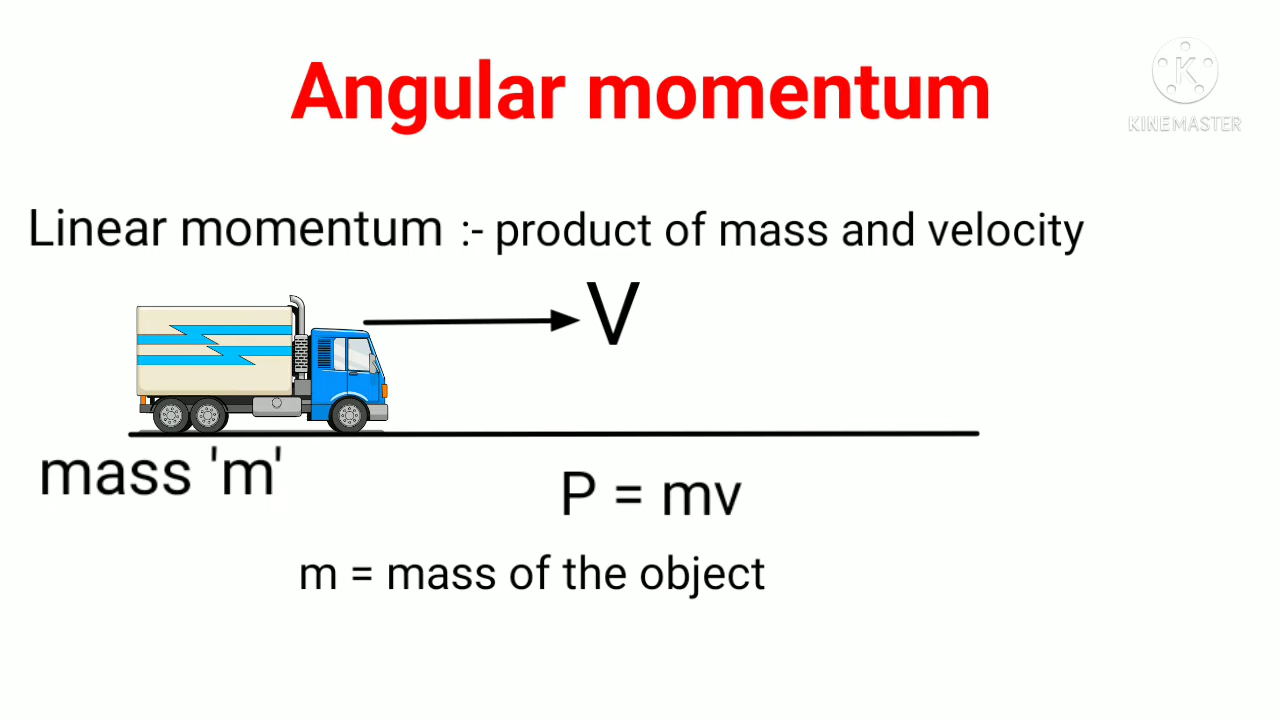 Angular momentum
KINEMASTER
Linear momentum :- product of mass and velocity
V
mass 'm'
P = mv
m = mass of the object